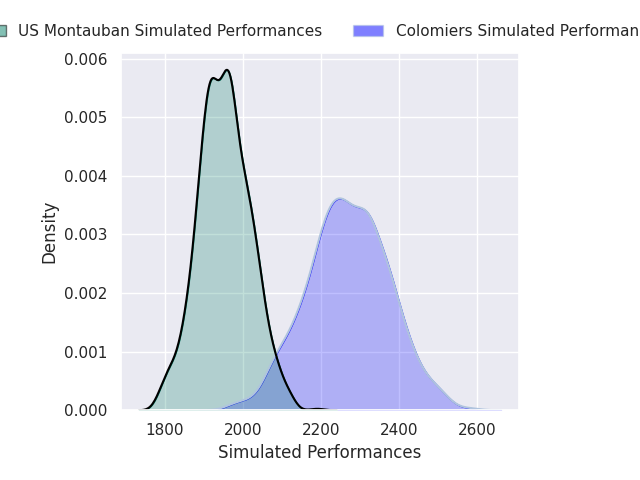 US Montauban Simulated Performances
Colomiers Simulated Performan
0.006
0.005
0.004
0.003
0.002
0.001
0.000
Density
1800 2000 2200 2400 2600
Simulated Performances